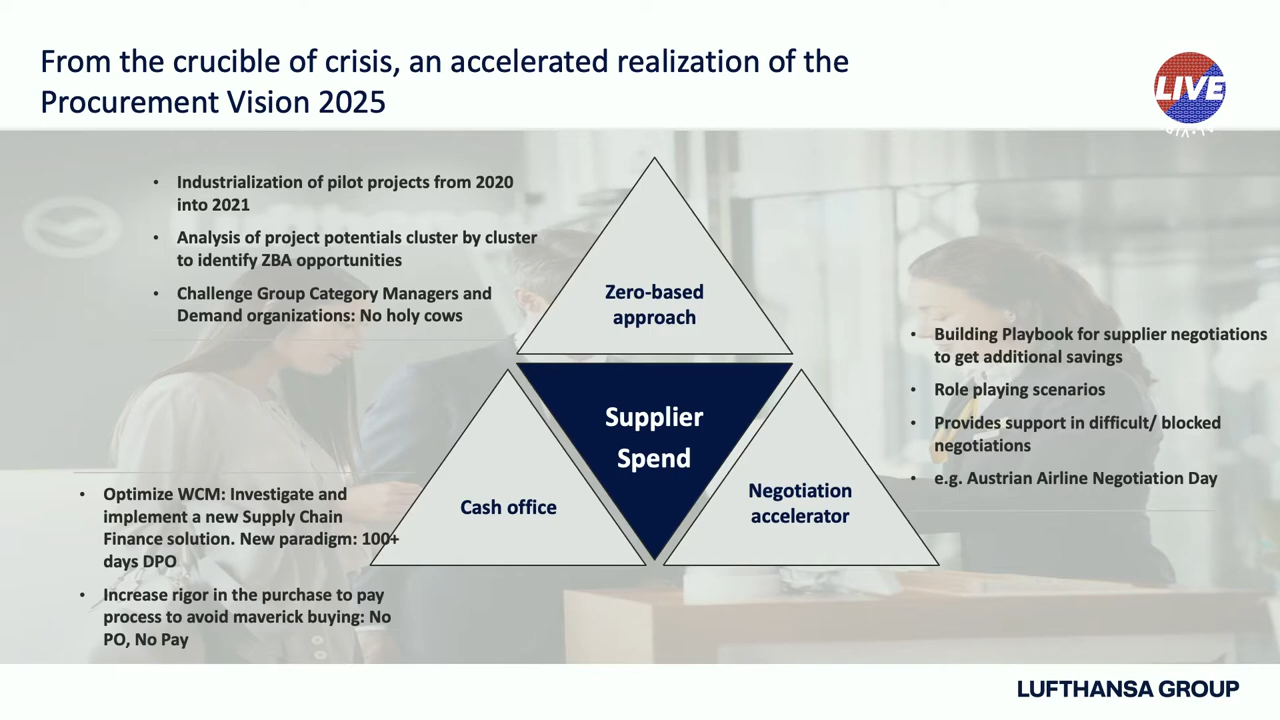 From the crucible of crisis, an accelerated realization of the
Procurement Vision 2025
LIVE
• Industrialization of pilot projects from 2020
into 2021
• Analysis of project potentials cluster by cluster
to identify ZBA opportunities
• Challenge Group Category Managers and
Demand organizations: No holy cows
Zero-based
approach
• Building Playbook for supplier negotiations
to get additional savings
• Role playing scenarios
• Provides support in difficult/ blocked
negotiations
• e.g. Austrian Airline Negotiation Day
Supplier
Spend
Cash office
Negotiation
accelerator
• Optimize WCM: Investigate and
implement a new Supply Chain
Finance solution. New paradigm: 100+
days DPO
• Increase rigor in the purchase to pay
process to avoid maverick buying: No
PO, No Pay
LUFTHANSA GROUP